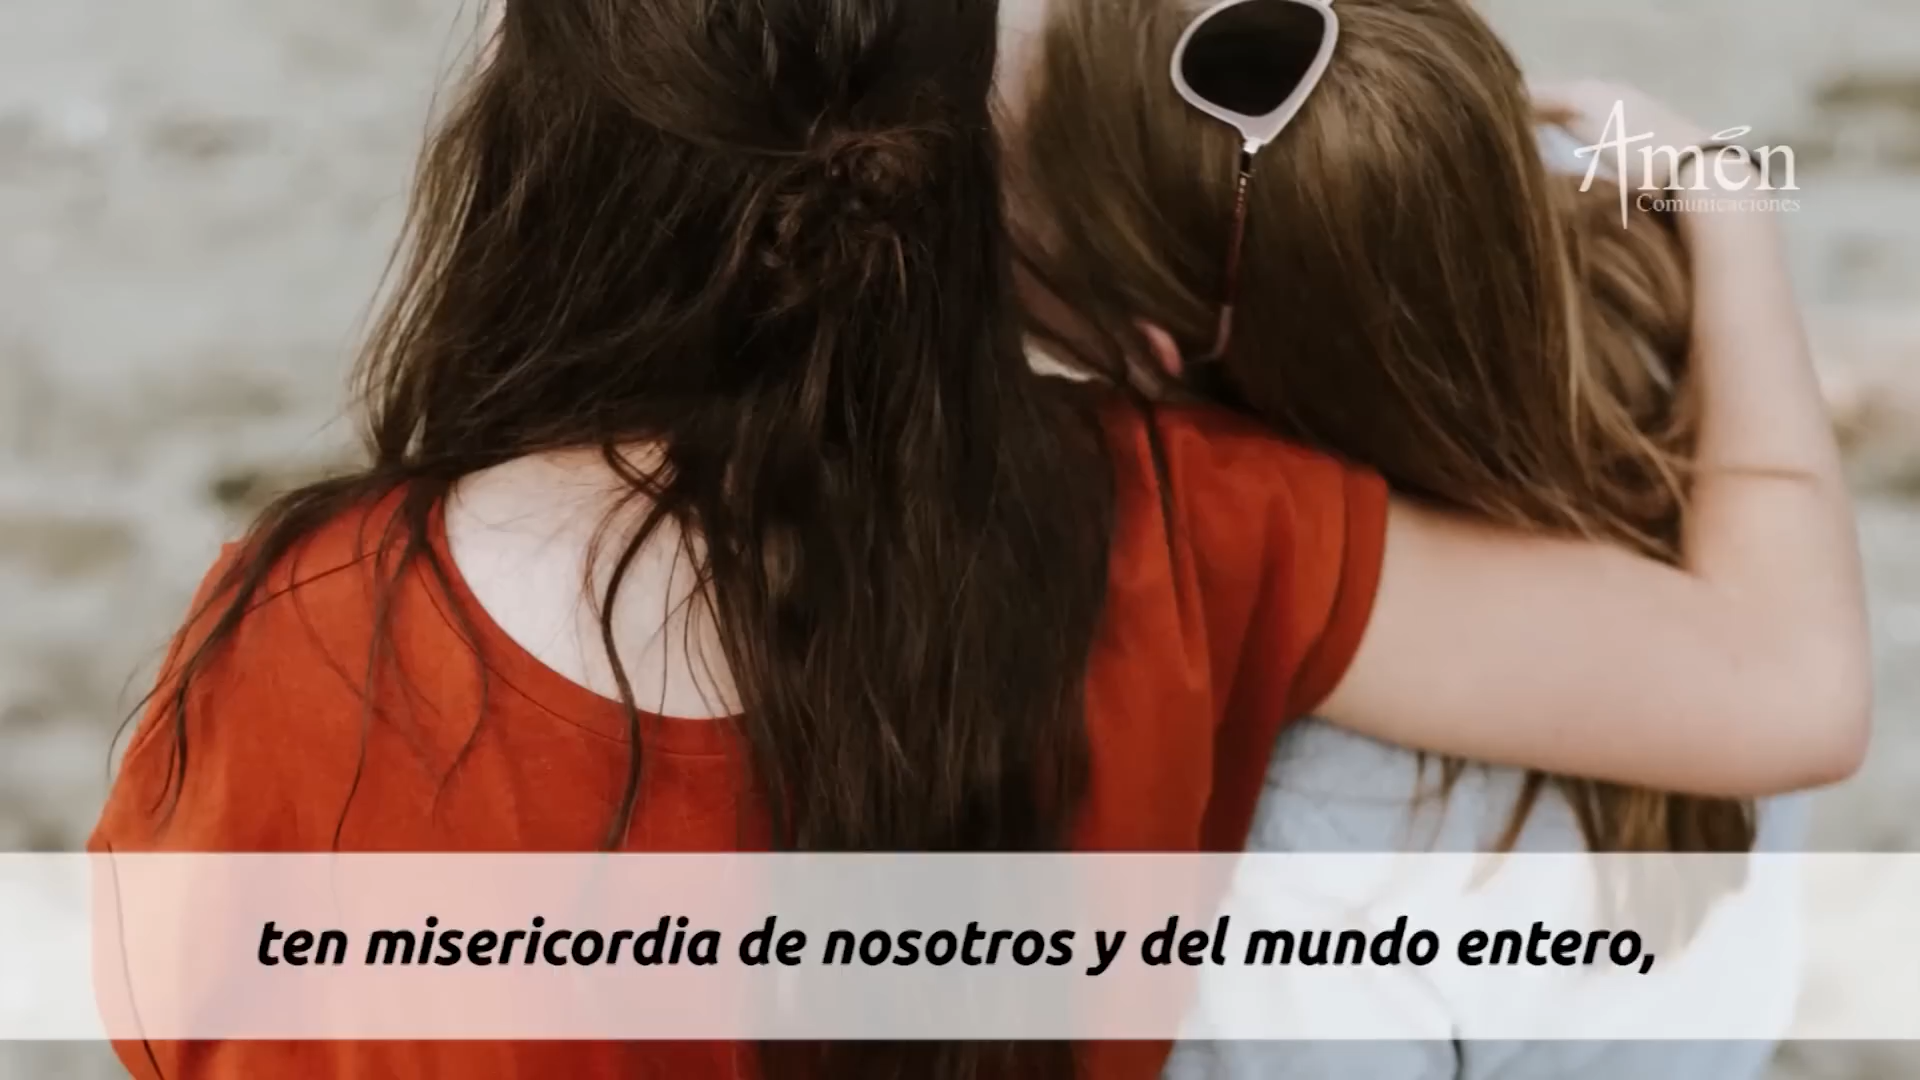 Amén
Comunicaciones
ten misericordia de nosotros y del mundo entero,